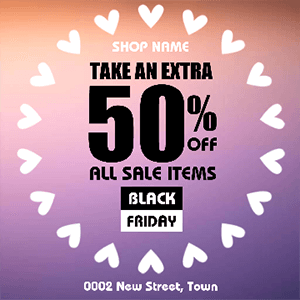 SHOP NAME
TAKE AN EXTRA
50% OFF
ALL SALE ITEMS
BLACK
FRIDAY
0002 New Street, Town